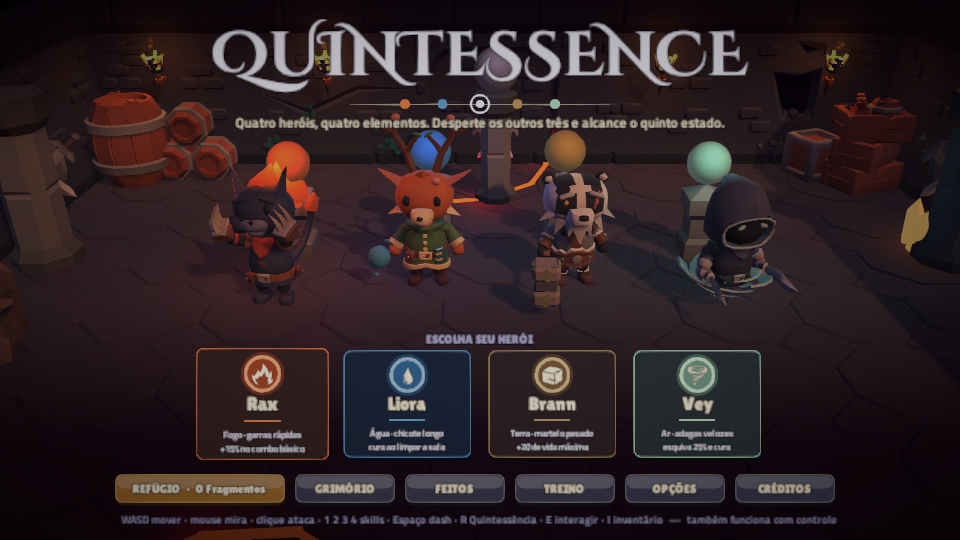 QUINTESSENCE
Quatro heróis, quatro elementos. Desperte os outros três e alcance o quinto estado.
ESCOLHA SEU HERÓI
Rax
Fogo · garras rápidas
+15% no combo básico
Liora
Água · chicote longo
cura ao limpar a sala
Brann
Terra · martelo pesado
+20 de vida máxima
Vey
Ar · adagas velozes
esquiva 25% e cura
REFÚGIO · 0 Fragmentos
GRIMÓRIO
FEITOS
TREINO
OPÇÕES
CRÉDITOS
WASD mover · mouse mira · clique ataca · 1 2 3 4 skills · Espaço dash · R Quintessência · E interagir · I inventário — também funciona com controle